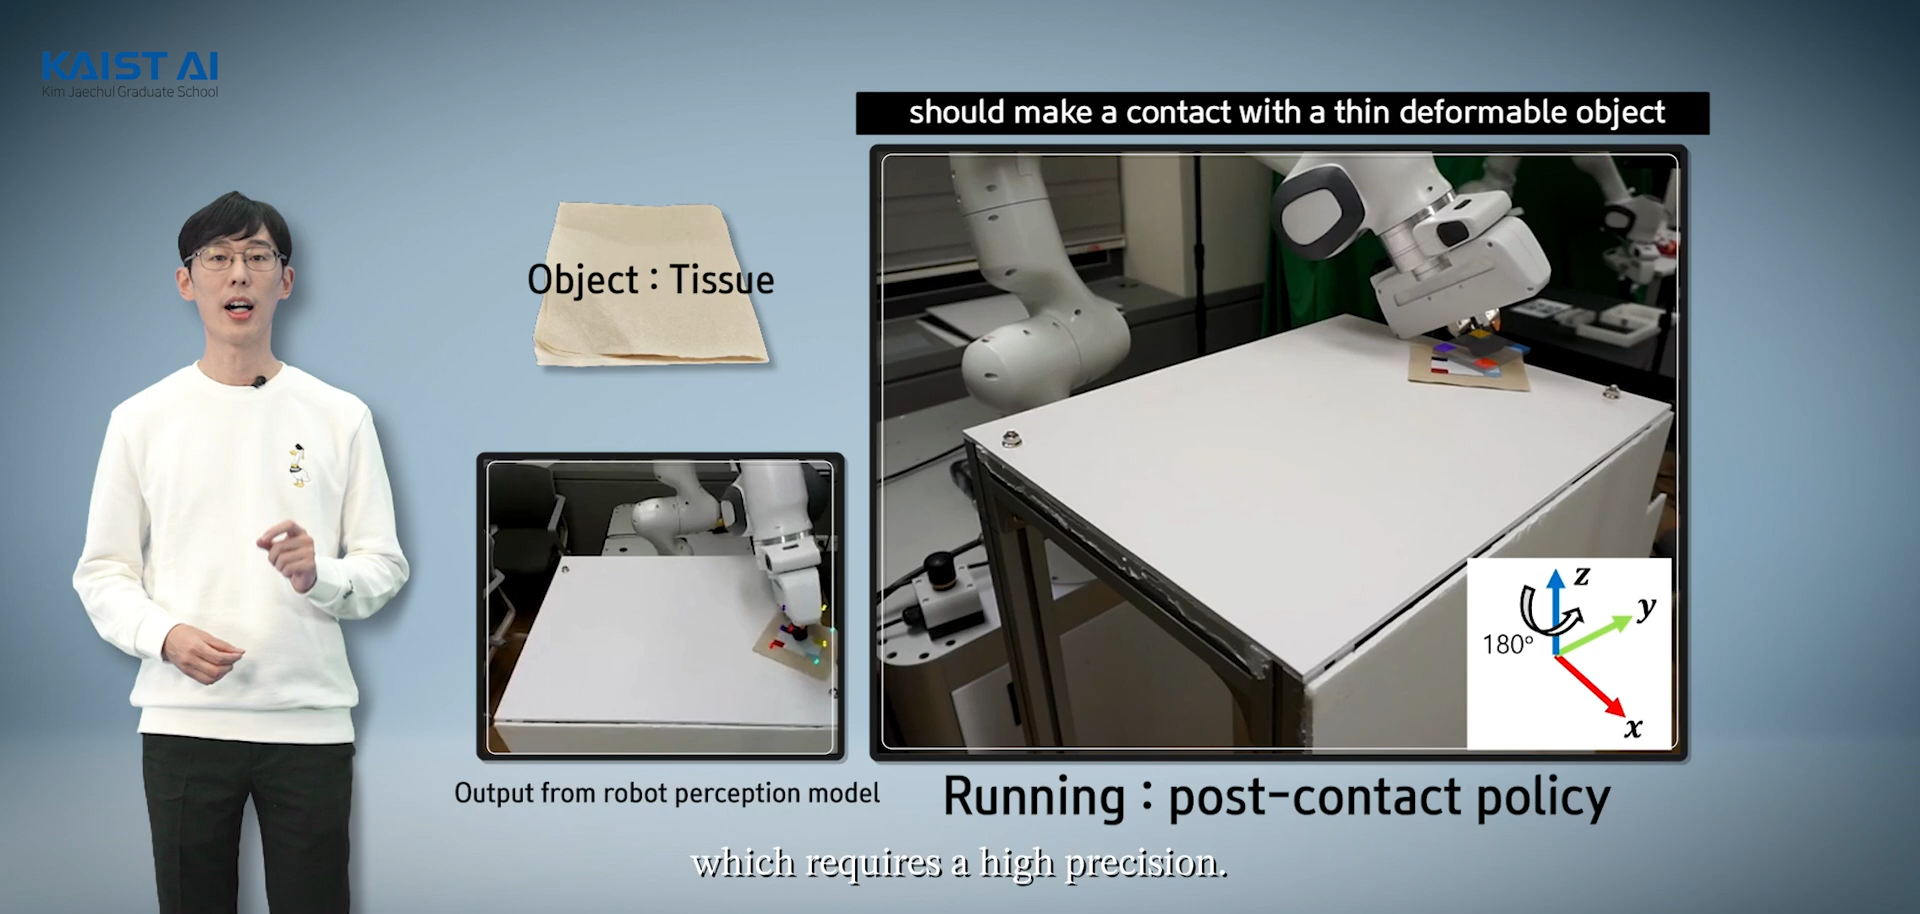 KAIST AI
Kim Jaechul Graduate School
should make a contact with a thin deformable object
Object : Tissue
z
y
180°
x
Output from robot perception model
Running : post-contact policy
which requires a high precision.